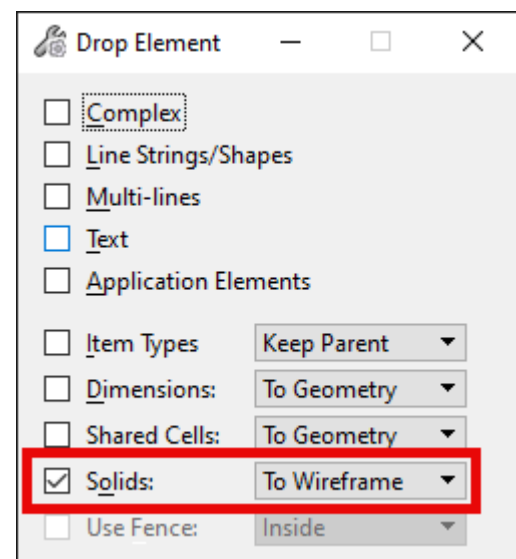 Drop Element
Complex
Line Strings/Shapes
Multi-lines
Text
Application Elements
Item Types Keep Parent
Dimensions: To Geometry
Shared Cells: To Geometry
Solids: To Wireframe
Use Fence: Inside